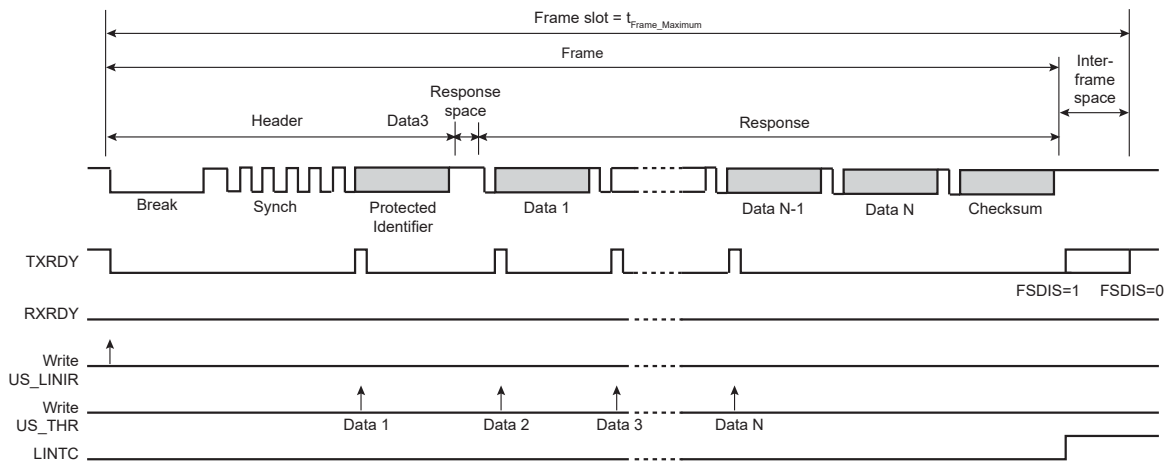 Frame slot = tFrame_Maximum
Frame
Inter-
frame
space
Response
space
Header
Data3
Response
Break
Synch
Protected
Identifier
Data 1
Data N-1
Data N
Checksum
TXRDY
FSDIS=1
FSDIS=0
RXRDY
Write
US_LINIR
Write
US_THR
Data 1
Data 2
Data 3
Data N
LINTC